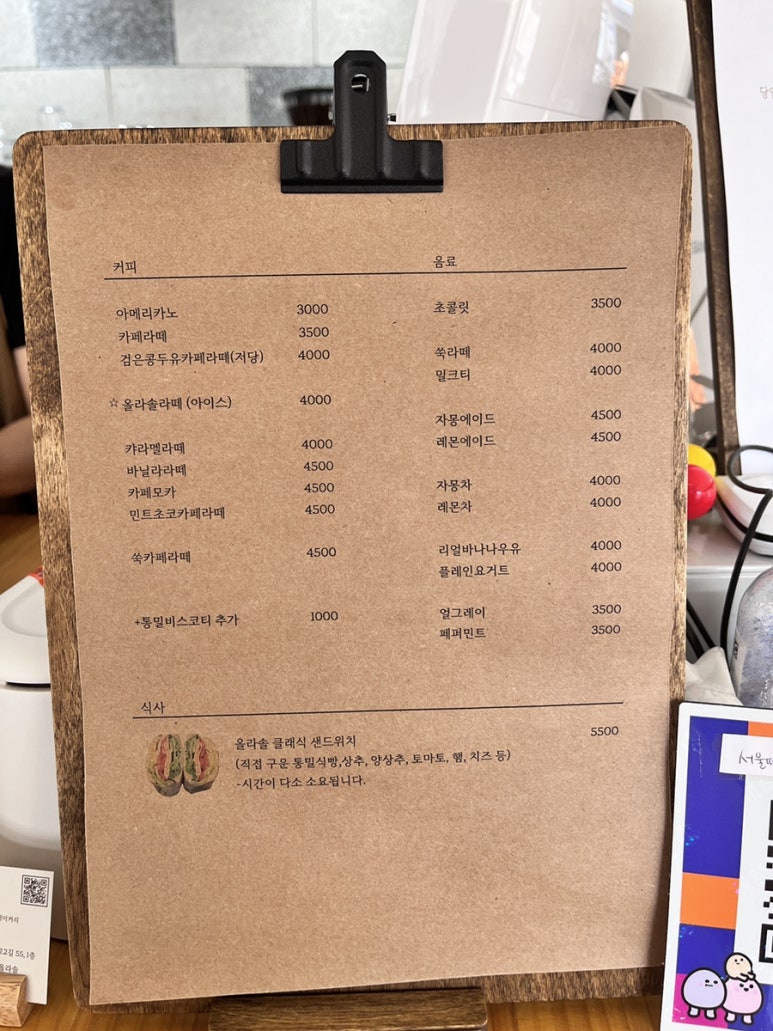 커피
아메리카노 3000
카페라떼 3500
검은콩두유카페라떼(저당) 4000
☆ 올라솔라떼 (아이스) 4000
캬라멜라떼 4000
바닐라라떼 4500
카페모카 4500
민트초코카페라떼 4500
쑥카페라떼 4500
+통밀비스코티 추가 1000
음료
초콜릿 3500
쑥라떼 4000
밀크티 4000
자몽에이드 4500
레몬에이드 4500
자몽차 4000
레몬차 4000
리얼바나나우유 4000
플레인요거트 4000
얼그레이 3500
페퍼민트 3500
식사
올라솔 클래식 샌드위치 5500
(직접 구운 통밀식빵,상추, 양상추, 토마토, 햄, 치즈 등)
-시간이 다소 소요됩니다.
2길 55, 1층
올라솔